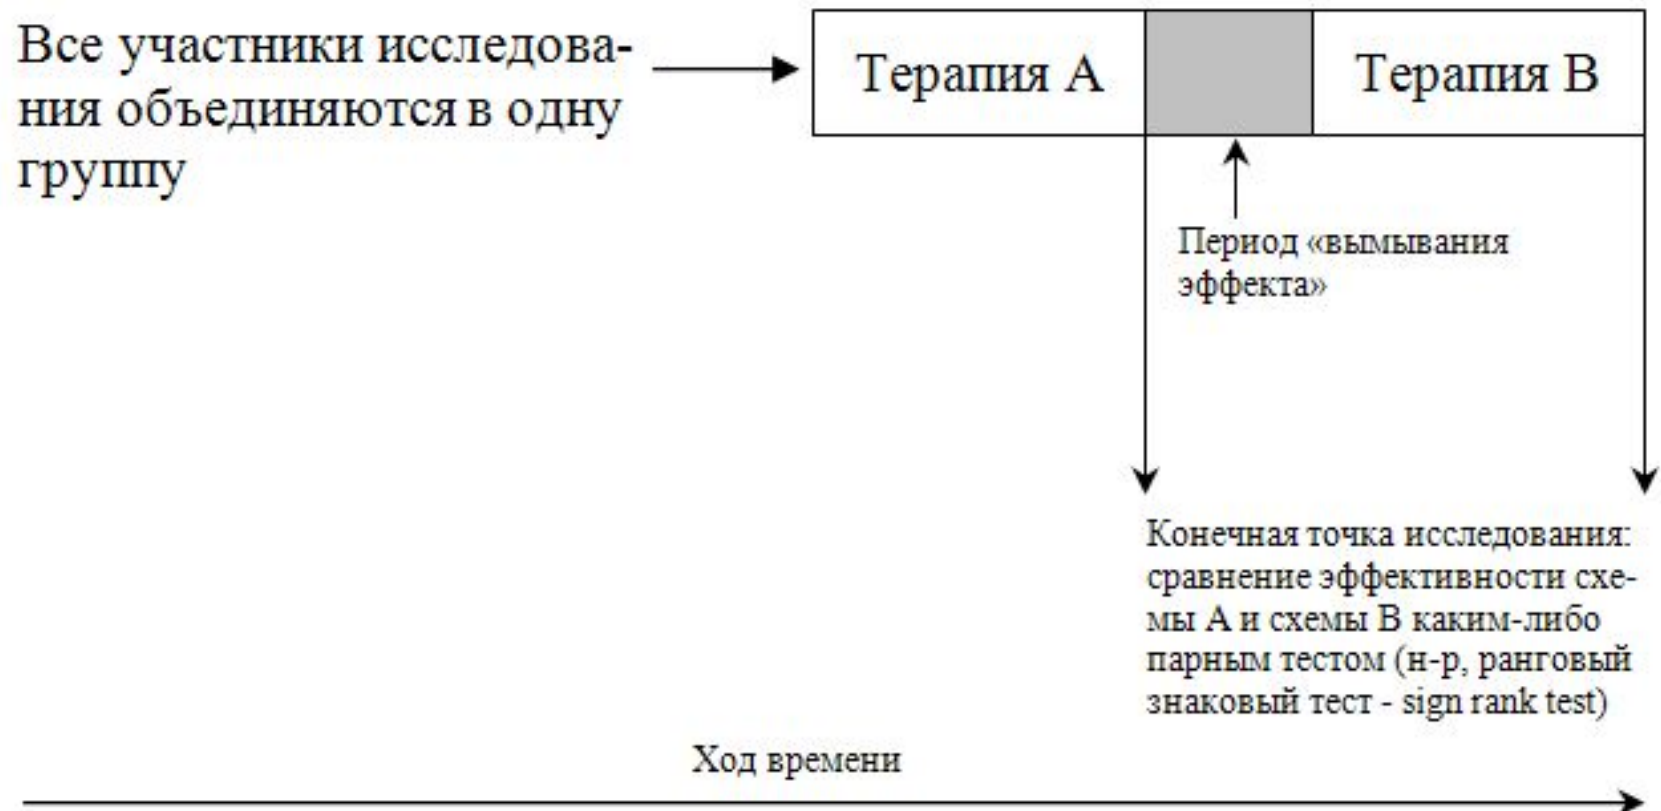 Все участники исследова-
ния объединяются в одну
группу
Терапия А
Терапия В
Период «вымывания
эффекта»
Конечная точка исследования:
сравнение эффективности схе-
мы А и схемы В каким-либо
парным тестом (н-р, ранговый
знаковый тест - sign rank test)
Ход времени